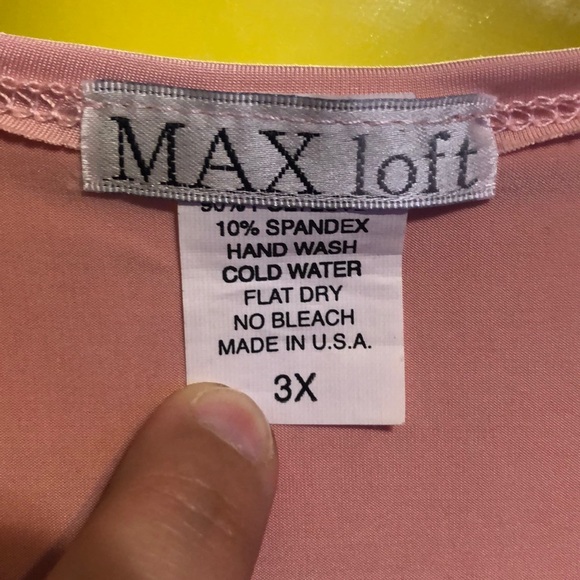 MAX loft
10% SPANDEX
HAND WASH
COLD WATER
FLAT DRY
NO BLEACH
MADE IN U.S.A.
3X